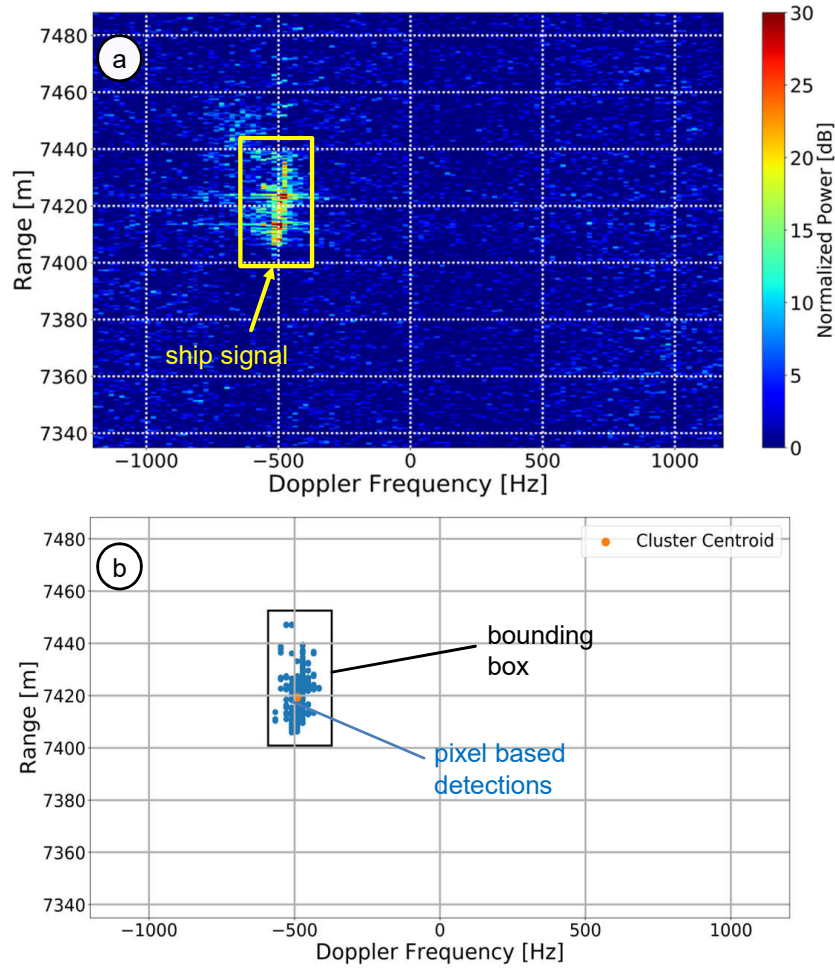 a
7480
7460
7440
7420
7400
7380
7360
7340
Range [m]
ship signal
−1000
−500
0
500
1000
Doppler Frequency [Hz]
30
25
20
15
10
5
0
Normalized Power [dB]
b
7480
7460
7440
7420
7400
7380
7360
7340
Range [m]
Cluster Centroid
bounding
box
pixel based
detections
−1000
−500
0
500
1000
Doppler Frequency [Hz]